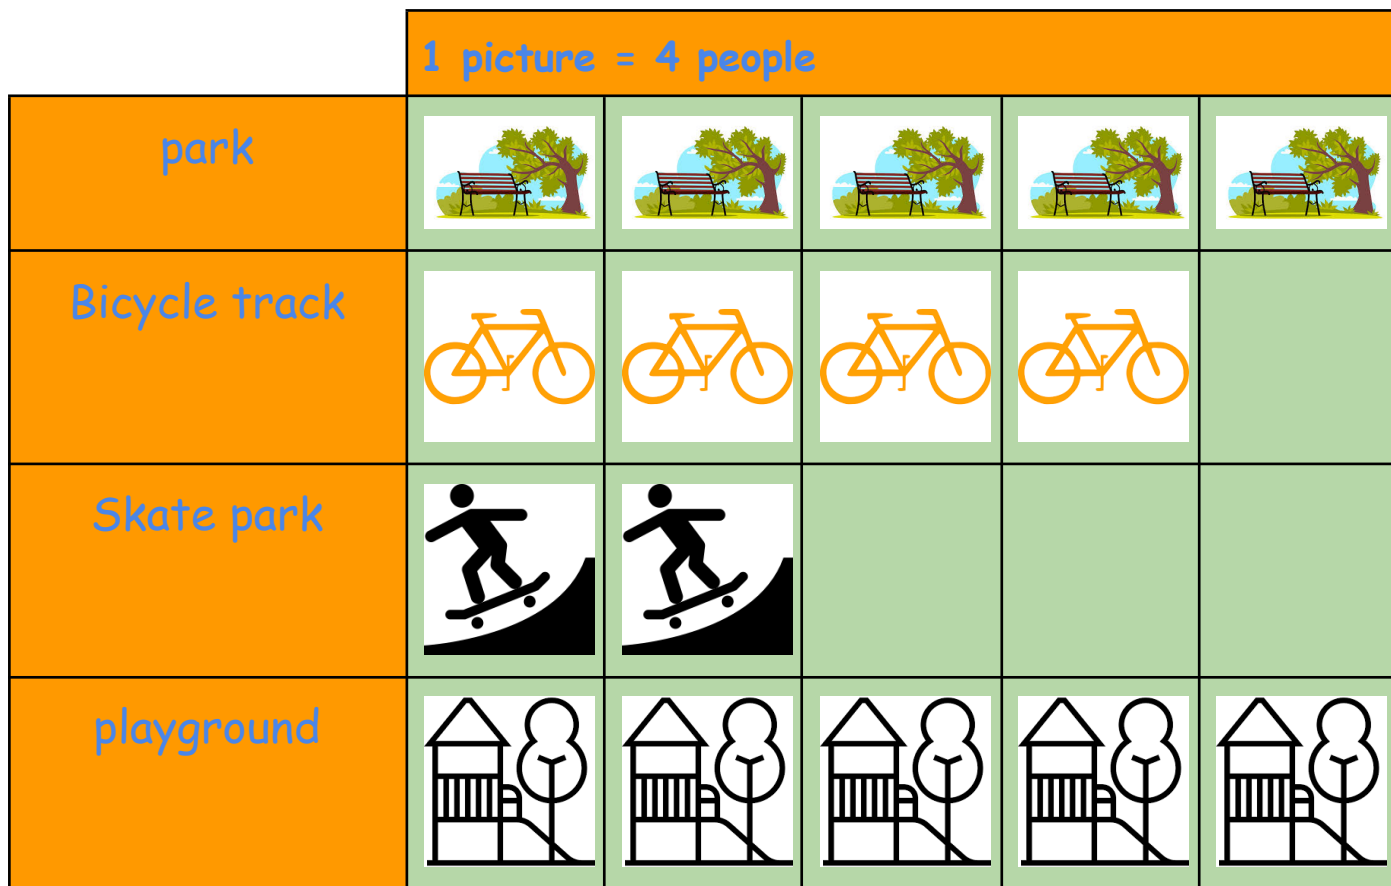 1 picture = 4 people
park
Bicycle track
Skate park
playground